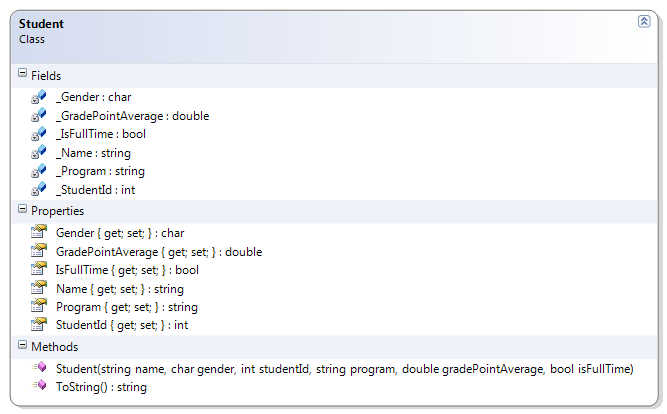 Student
Class
Fields
_Gender : char
_GradePointAverage : double
_IsFullTime : bool
_Name : string
_Program : string
_StudentId : int
Properties
Gender { get; set; } : char
GradePointAverage { get; set; } : double
IsFullTime { get; set; } : bool
Name { get; set; } : string
Program { get; set; } : string
StudentId { get; set; } : int
Methods
Student(string name, char gender, int studentId, string program, double gradePointAverage, bool isFullTime)
ToString() : string